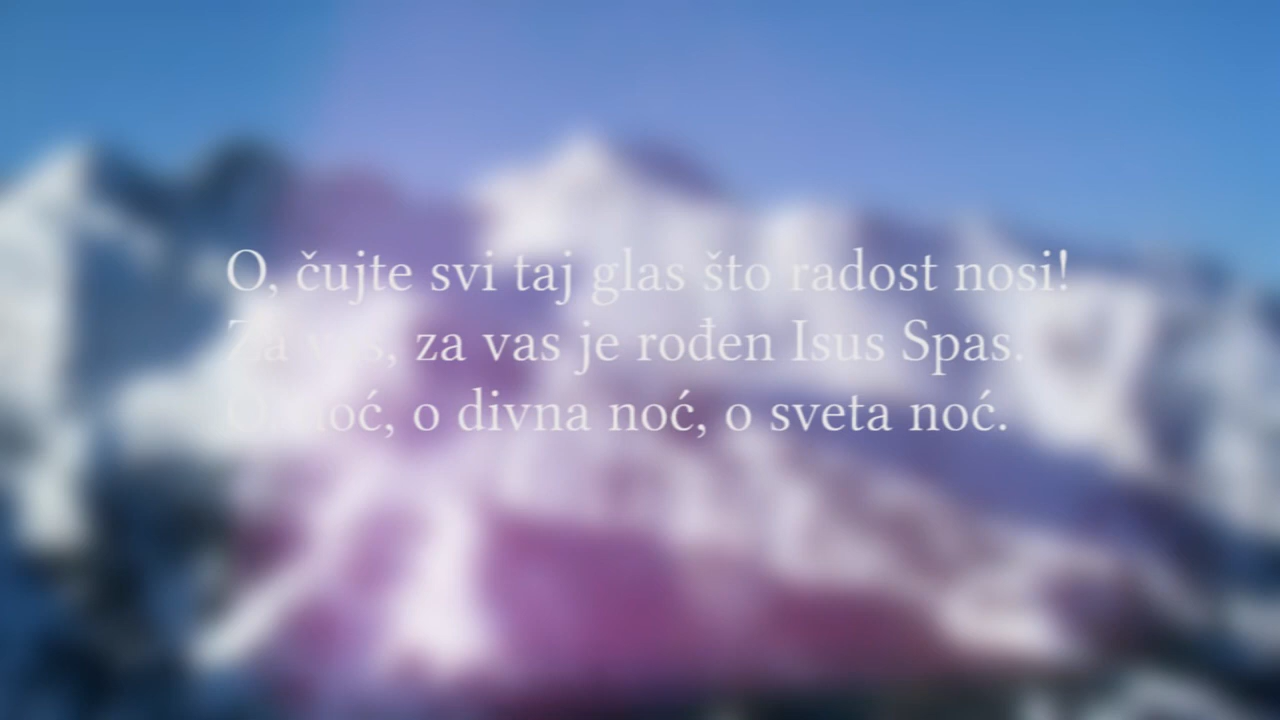 O, čujte svi taj glas što radost nosi!
Za vas, za vas je rođen Isus Spas.
O, noć, o divna noć, o sveta noć.